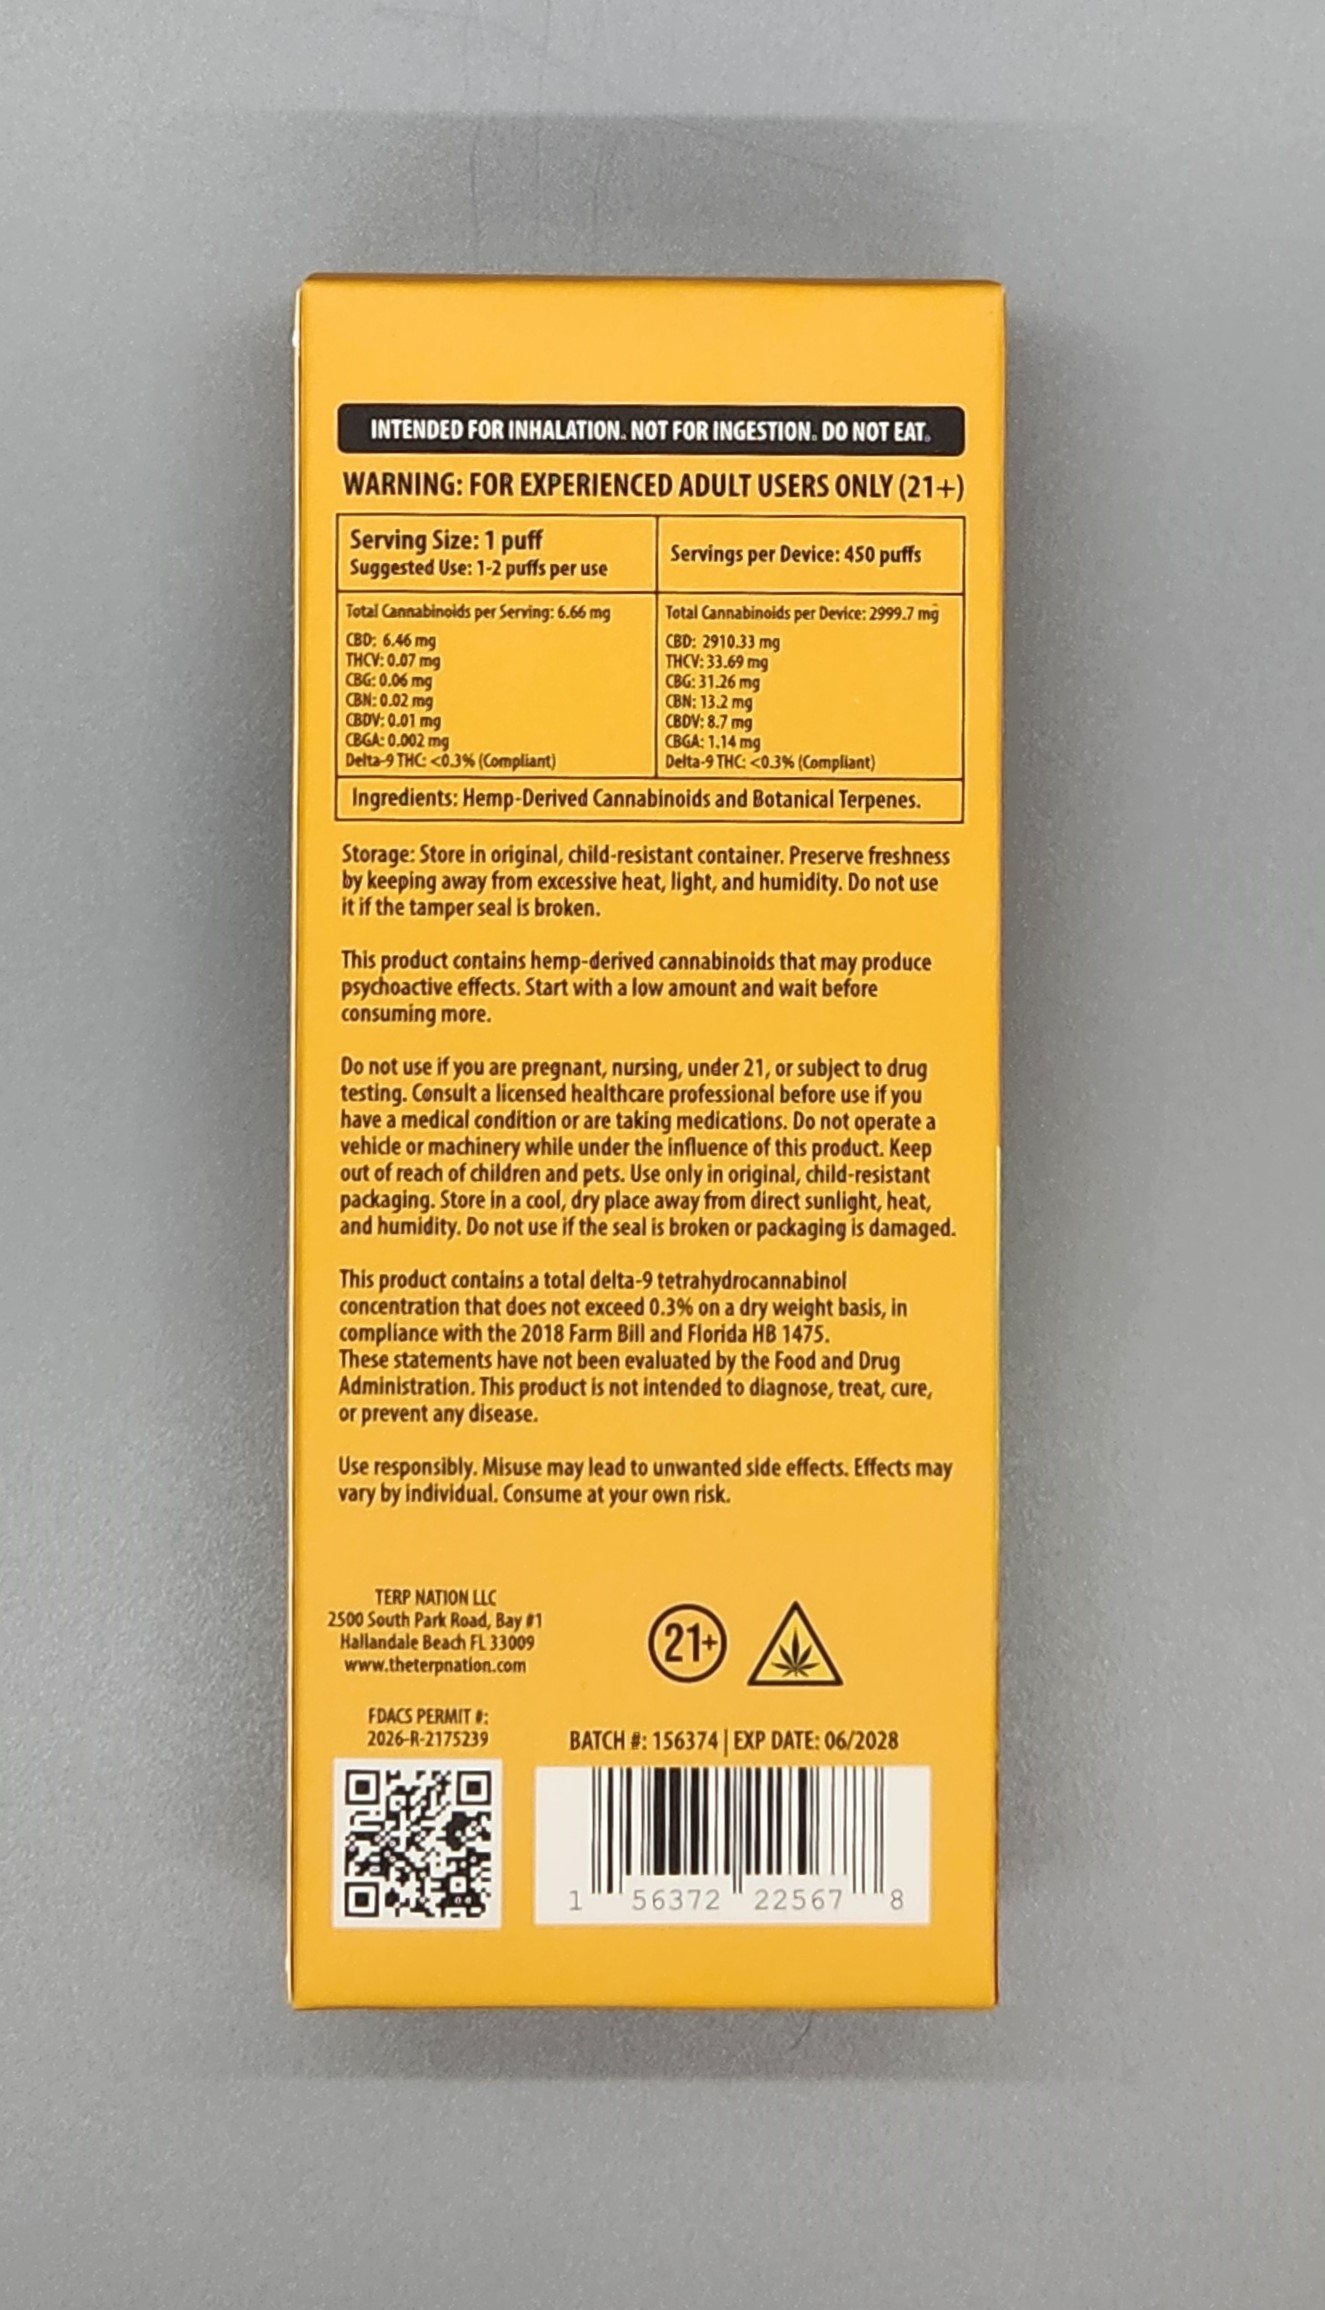 INTENDED FOR INHALATION. NOT FOR INGESTION. DO NOT EAT.
WARNING: FOR EXPERIENCED ADULT USERS ONLY (21+)
Serving Size: 1 puff
Suggested Use: 1-2 puffs per use
Servings per Device: 450 puffs
Total Cannabinoids per Serving: 6.66 mg
CBD: 6.46 mg
THCV: 0.07 mg
CBG: 0.06 mg
CBN: 0.02 mg
CBDV: 0.01 mg
CBGA: 0.002 mg
Delta-9 THC: <0.3% (Compliant)
Total Cannabinoids per Device: 2999.7 mg
CBD: 2910.33 mg
THCV: 33.69 mg
CBG: 31.26 mg
CBN: 13.2 mg
CBDV: 8.7 mg
CBGA: 1.14 mg
Delta-9 THC: <0.3% (Compliant)
Ingredients: Hemp-Derived Cannabinoids and Botanical Terpenes.
Storage: Store in original, child-resistant container. Preserve freshness
by keeping away from excessive heat, light, and humidity. Do not use
it if the tamper seal is broken.
This product contains hemp-derived cannabinoids that may produce
psychoactive effects. Start with a low amount and wait before
consuming more.
Do not use if you are pregnant, nursing, under 21, or subject to drug
testing. Consult a licensed healthcare professional before use if you
have a medical condition or are taking medications. Do not operate a
vehicle or machinery while under the influence of this product. Keep
out of reach of children and pets. Use only in original, child-resistant
packaging. Store in a cool, dry place away from direct sunlight, heat,
and humidity. Do not use if the seal is broken or packaging is damaged.
This product contains a total delta-9 tetrahydrocannabinol
concentration that does not exceed 0.3% on a dry weight basis, in
compliance with the 2018 Farm Bill and Florida HB 1475.
These statements have not been evaluated by the Food and Drug
Administration. This product is not intended to diagnose, treat, cure,
or prevent any disease.
Use responsibly. Misuse may lead to unwanted side effects. Effects may
vary by individual. Consume at your own risk.
TERP NATION LLC
2500 South Park Road, Bay #1
Hallandale Beach FL 33009
www.theterpnation.com
21+
FDACS PERMIT #:
2026-R-2175239
BATCH #: 156374 | EXP DATE: 06/2028
1 56372 22567 8